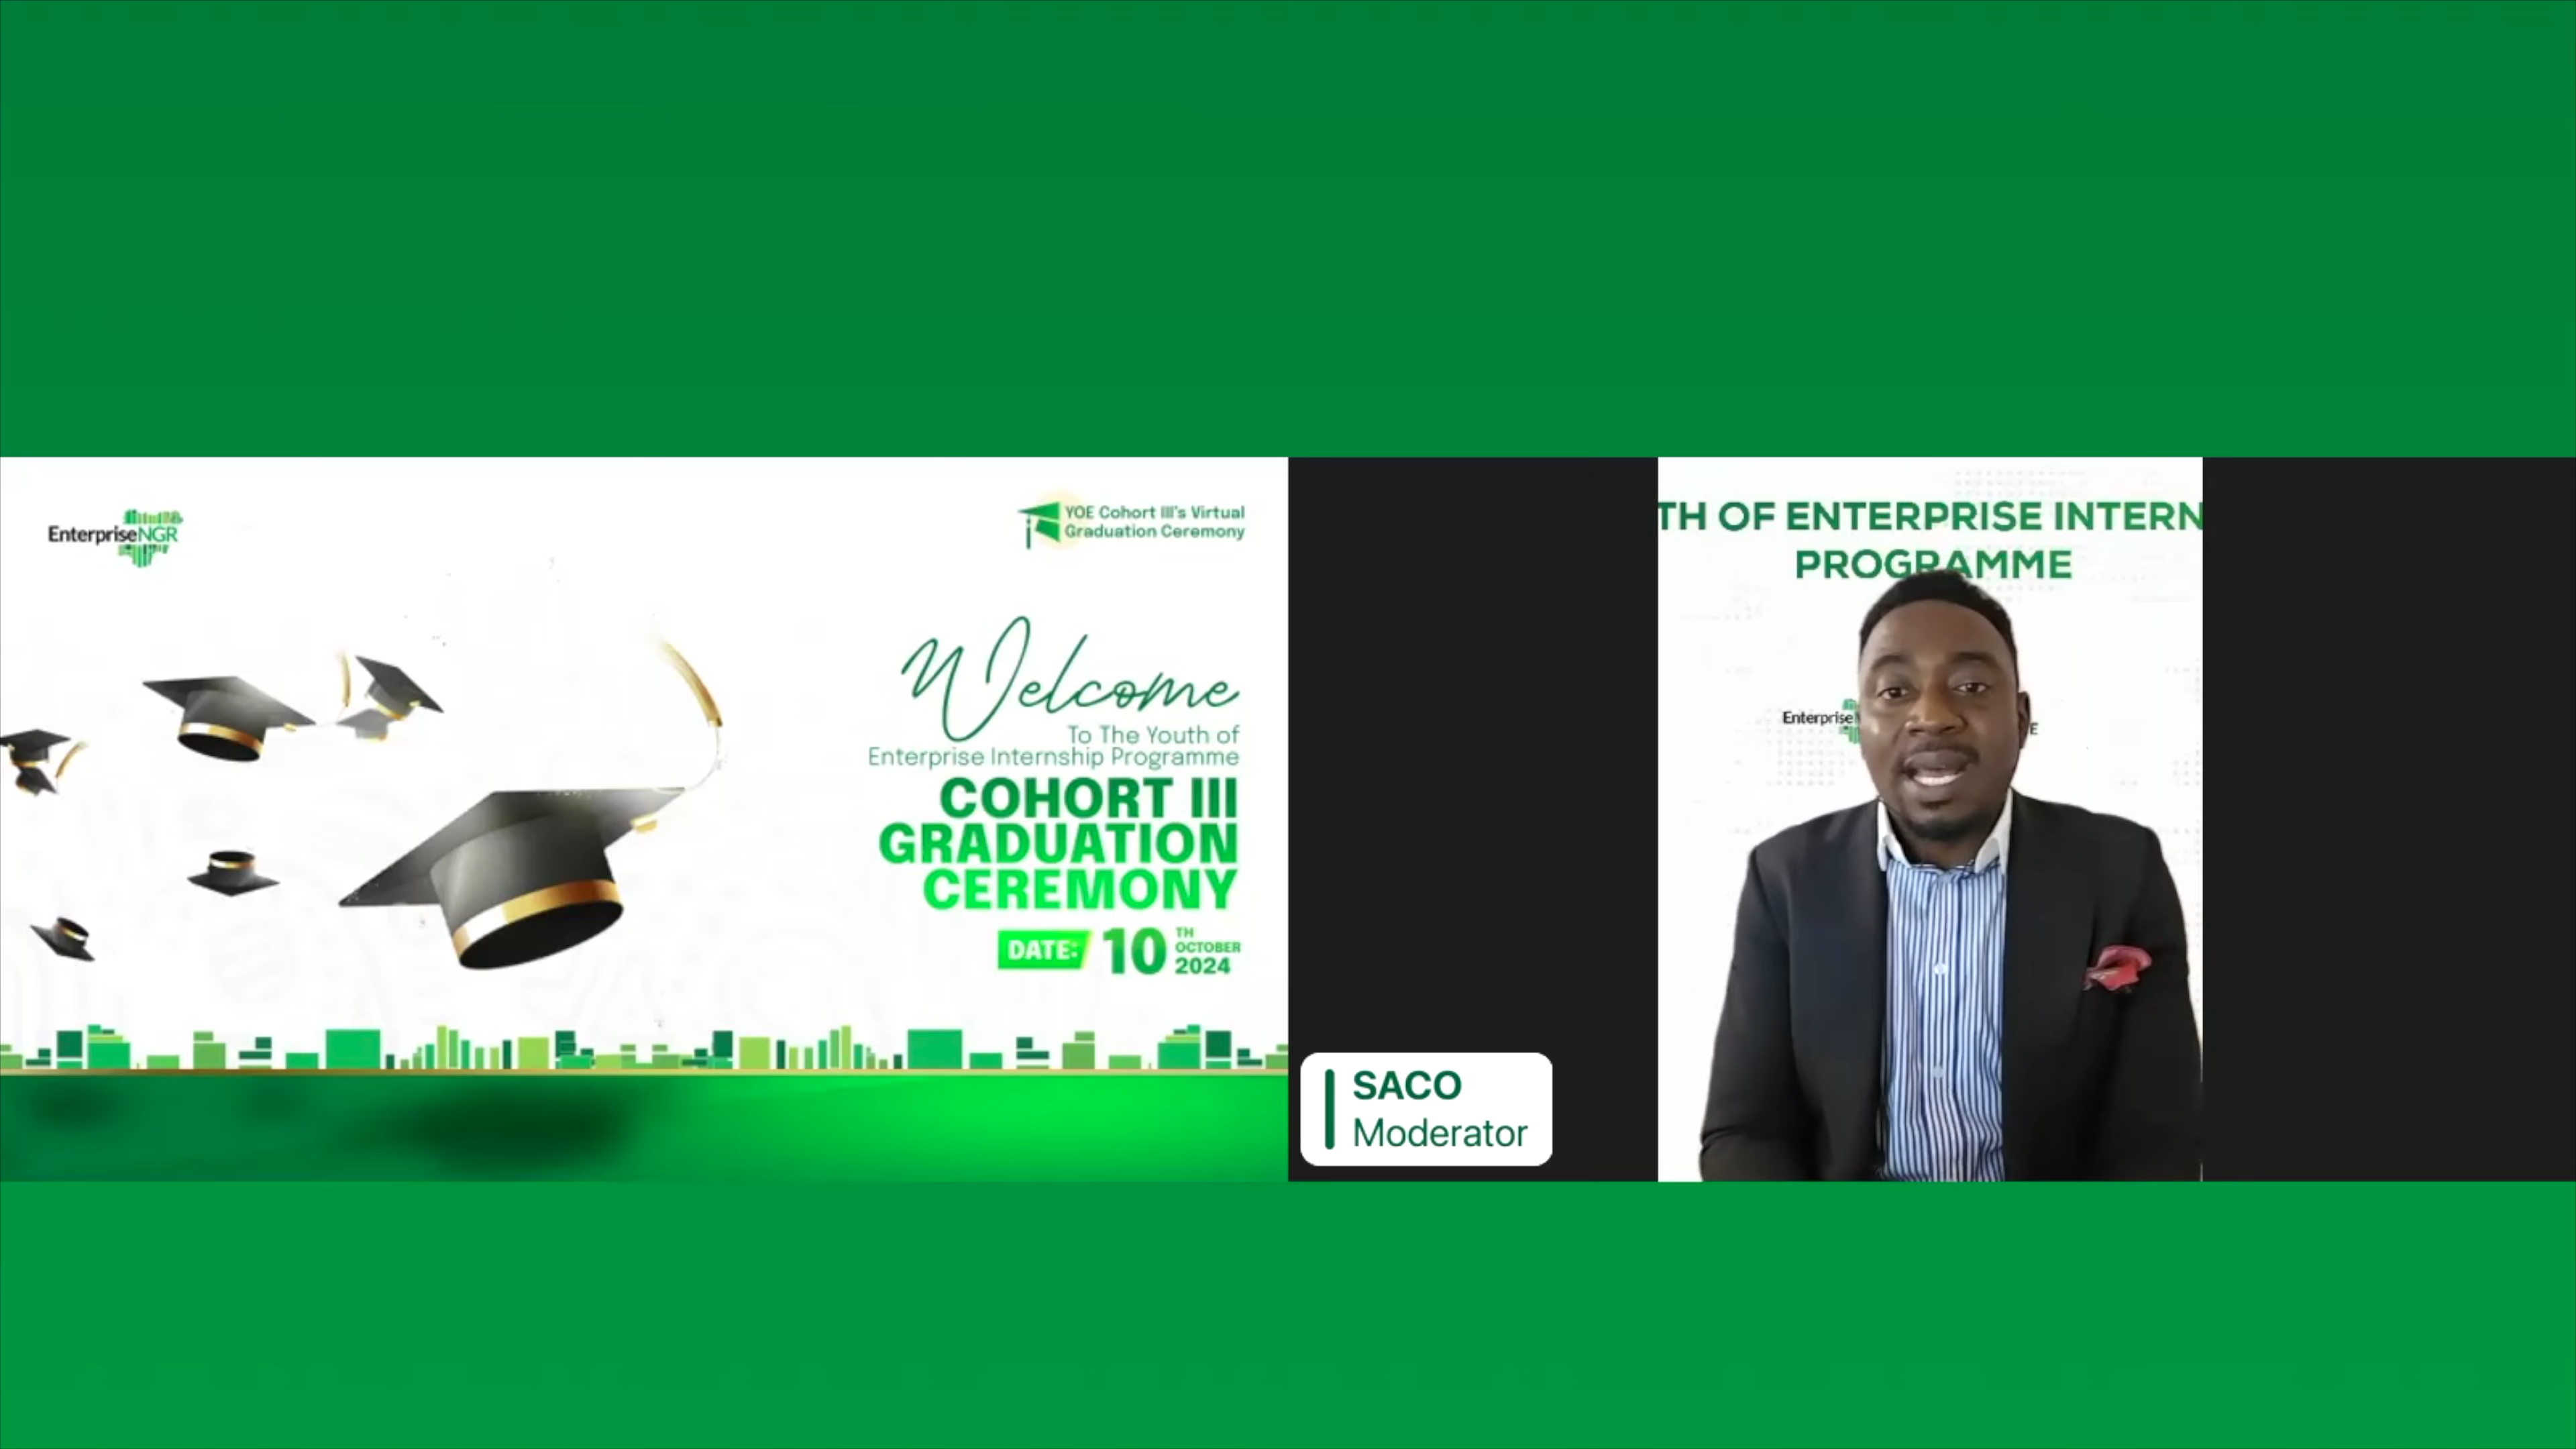 EnterpriseNGR
YOE Cohort III's Virtual
Graduation Ceremony
Welcome
To The Youth of
Enterprise Internship Programme
COHORT III
GRADUATION
CEREMONY
DATE: 10 TH
OCTOBER
2024
TH OF ENTERPRISE INTERN
PROGRAMME
Enterprise
E
SACO
Moderator